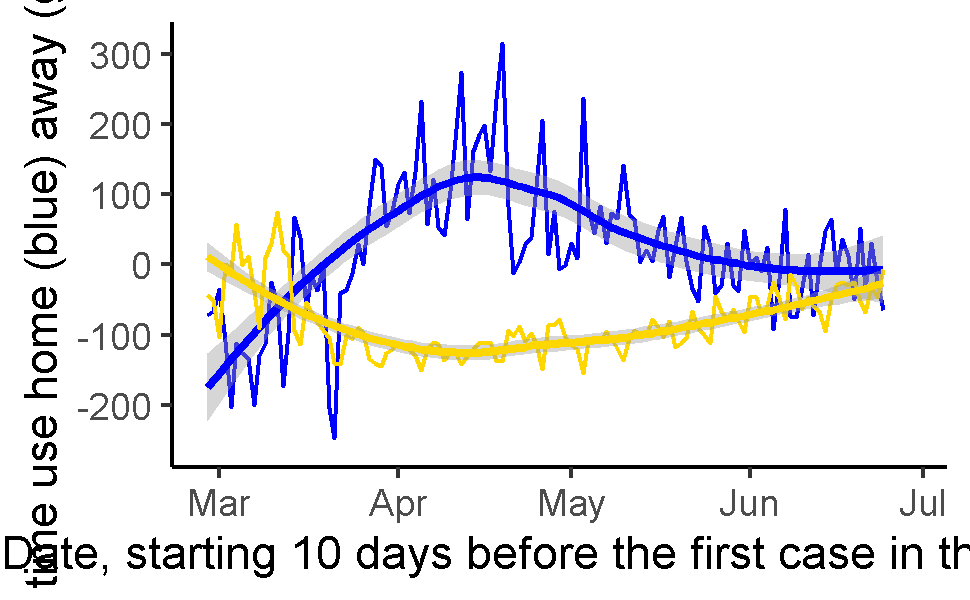 time use home (blue) away (
300
200
100
0
-100
-200
Mar Apr May Jun Jul
Date, starting 10 days before the first case in th